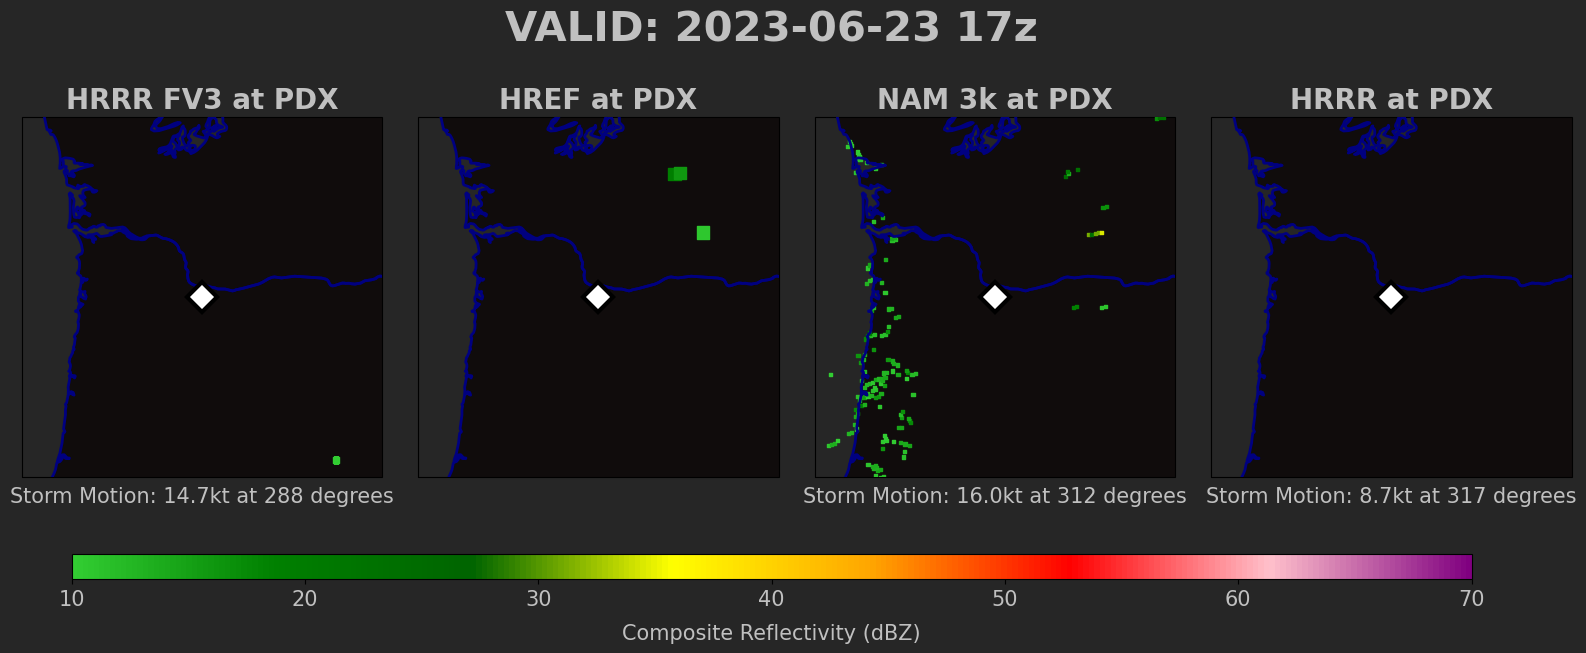 VALID: 2023-06-23 17z
HRRR FV3 at PDX
HREF at PDX
NAM 3k at PDX
HRRR at PDX
Storm Motion: 14.7kt at 288 degrees
Storm Motion: 16.0kt at 312 degrees
Storm Motion: 8.7kt at 317 degrees
10 20 30 40 50 60 70
Composite Reflectivity (dBZ)